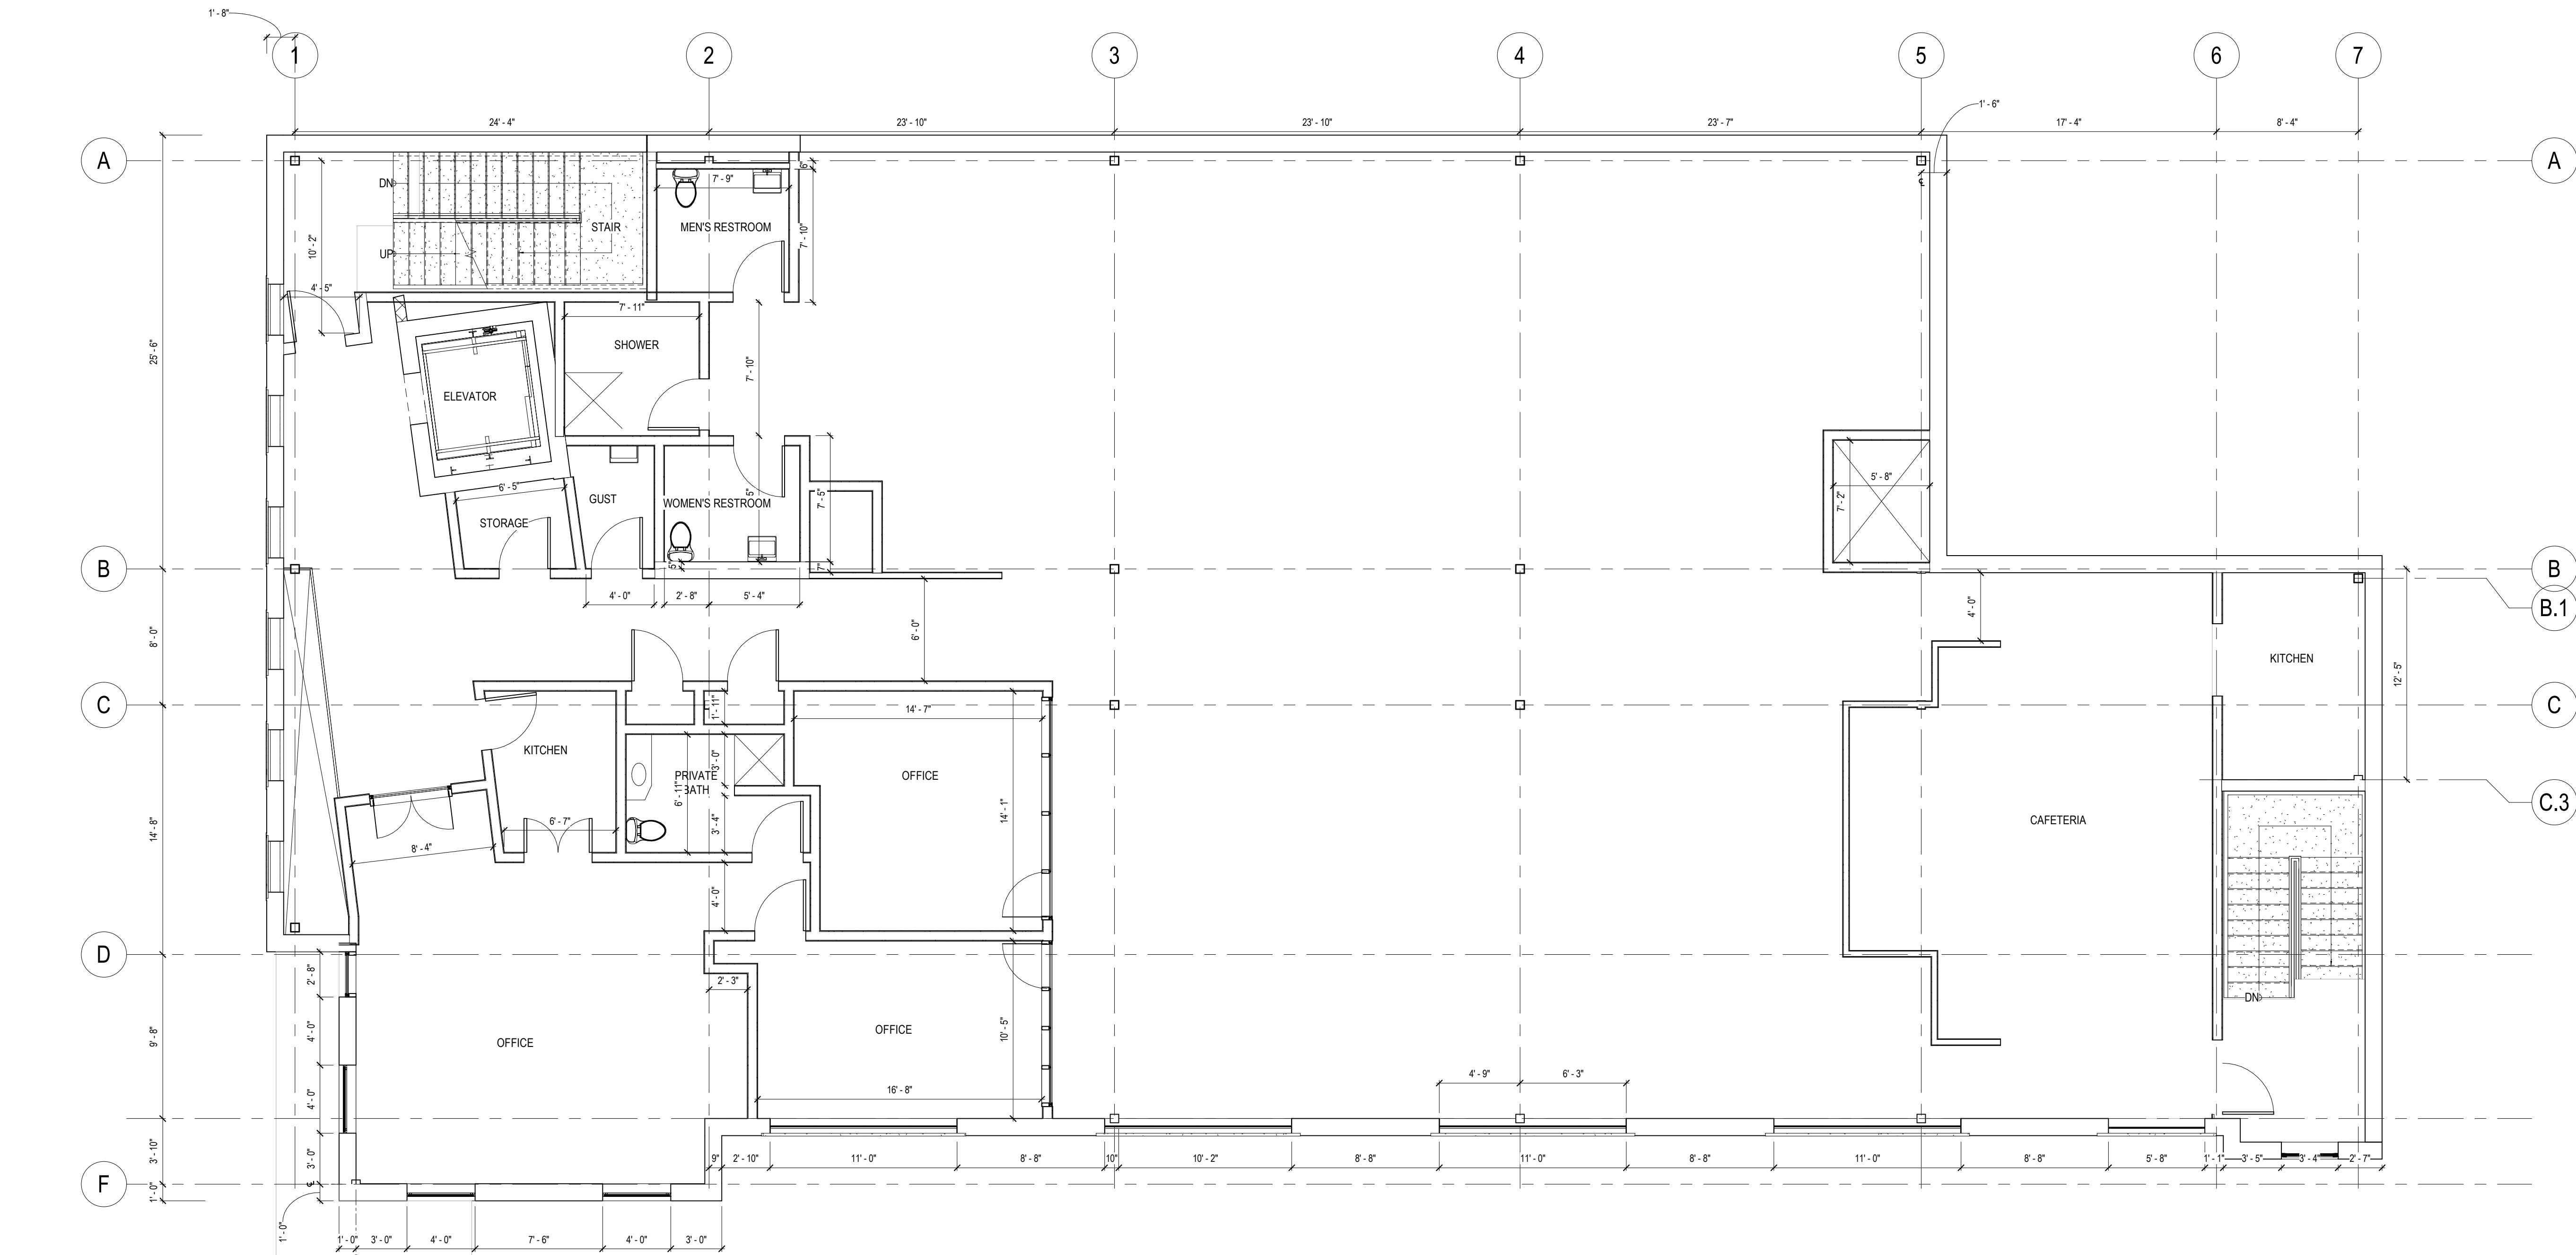 1' - 8"
1
2
3
4
5
6
7
24' - 4"
23' - 10"
23' - 10"
23' - 7"
1' - 6"
17' - 4"
8' - 4"
A
A
6"
DN
7' - 9"
℄
STAIR
MEN'S RESTROOM
7' - 10"
10' - 2"
UP
4' - 5"
7' - 11"
25' - 6"
SHOWER
7' - 10"
ELEVATOR
6' - 5"
GUST
WOMEN'S RESTROOM
5"
7' - 5"
STORAGE
5' - 8"
7' - 2"
B
5"
7"
B
4' - 0"
2' - 8"
5' - 4"
4' - 0"
B.1
8' - 0"
6' - 0"
KITCHEN
12' - 5"
C
1' - 11"
14' - 7"
C
KITCHEN
3' - 0"
PRIVATE
BATH
6' - 11"
OFFICE
C.3
14' - 8"
6' - 7"
3' - 4"
14' - 1"
CAFETERIA
8' - 4"
4' - 0"
D
D
2' - 8"
2' - 3"
DN
9' - 8"
4' - 0"
OFFICE
OFFICE
10' - 5"
4' - 9"
6' - 3"
16' - 8"
4' - 0"
3' - 10"
3' - 0"
9"
2' - 10"
11' - 0"
8' - 8"
10"
10' - 2"
8' - 8"
11' - 0"
8' - 8"
11' - 0"
8' - 8"
5' - 8"
1' - 1"
3' - 5"
3' - 4"
2' - 7"
F
F
1' - 0"
1' - 0"
1' - 0"
3' - 0"
4' - 0"
7' - 6"
4' - 0"
3' - 0"